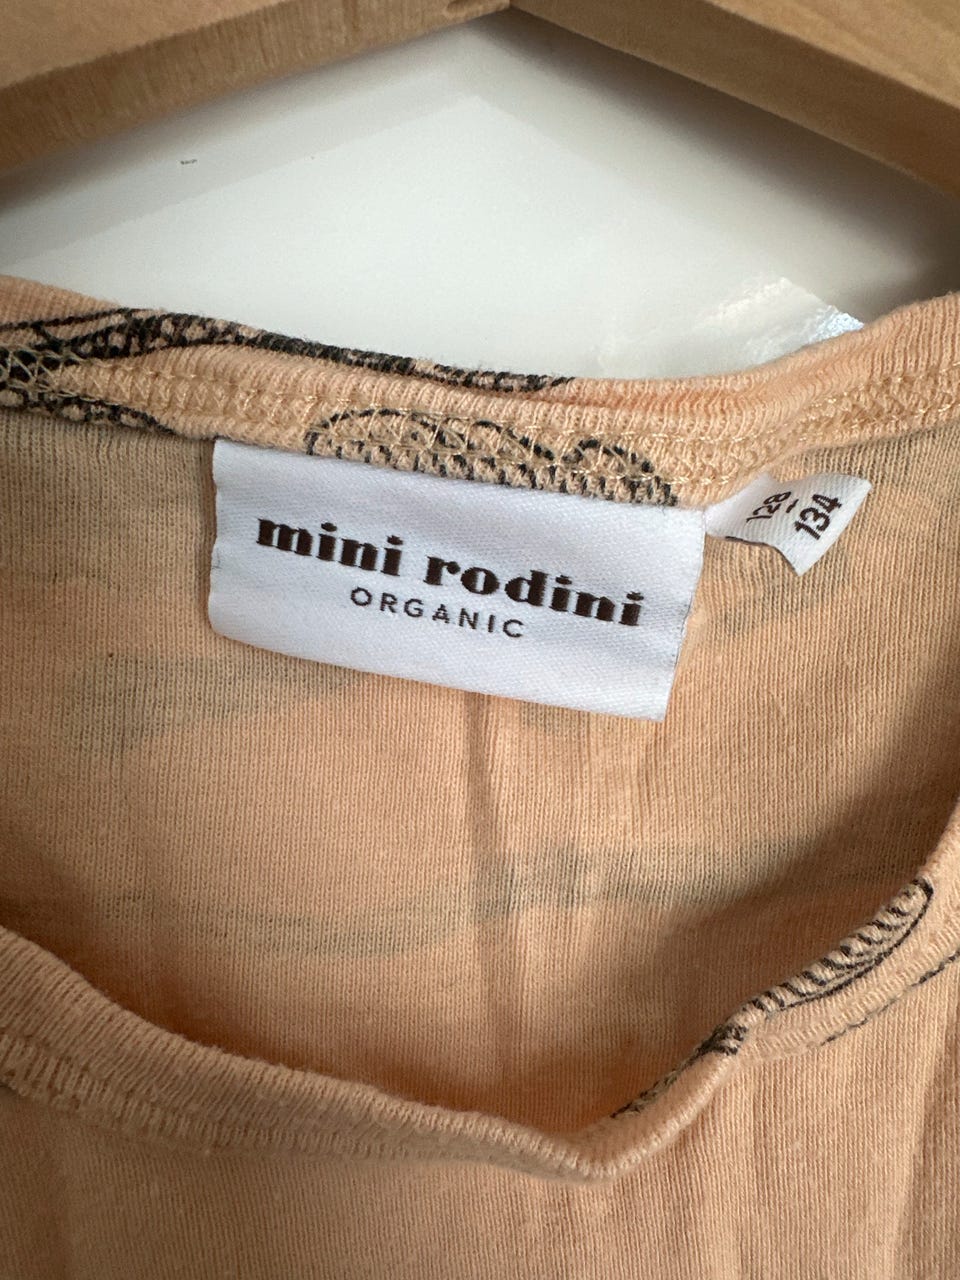 mini rodini
ORGANIC
128-
134